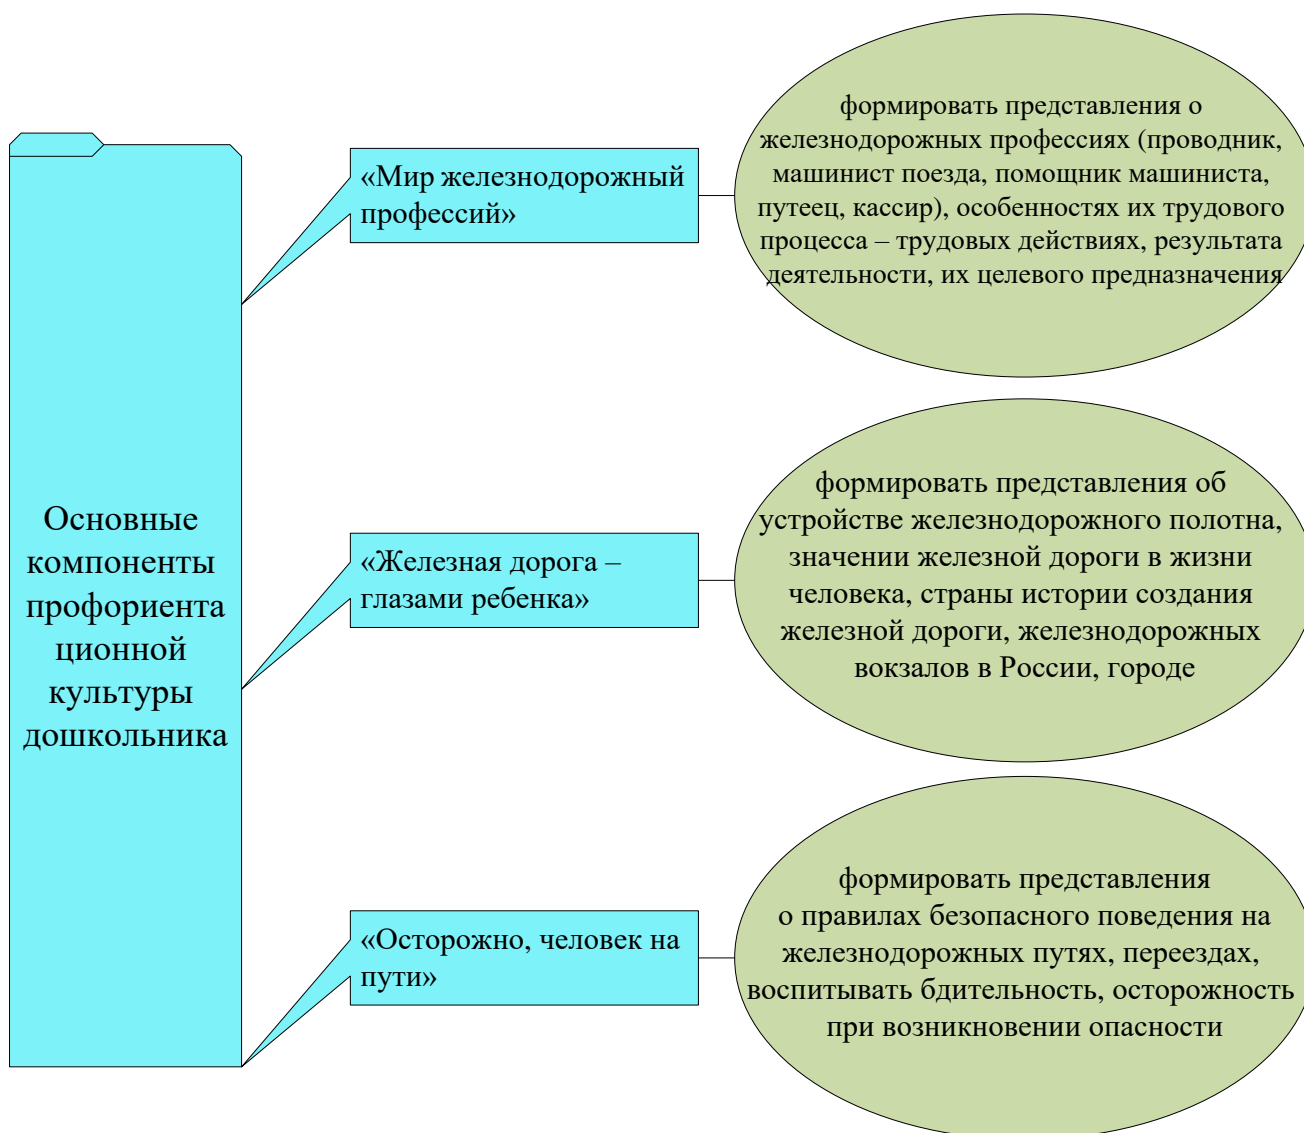 Основные
компоненты
профориента
ционной
культуры
дошкольника
«Мир железнодорожный
профессий»
формировать представления о
железнодорожных профессиях (проводник,
машинист поезда, помощник машиниста,
путеец, кассир), особенностях их трудового
процесса – трудовых действиях, результата
деятельности, их целевого предназначения
«Железная дорога –
глазами ребенка»
формировать представления об
устройстве железнодорожного полотна,
значении железной дороги в жизни
человека, страны истории создания
железной дороги, железнодорожных
вокзалов в России, городе
«Осторожно, человек на
пути»
формировать представления
о правилах безопасного поведения на
железнодорожных путях, переездах,
воспитывать бдительность, осторожность
при возникновении опасности